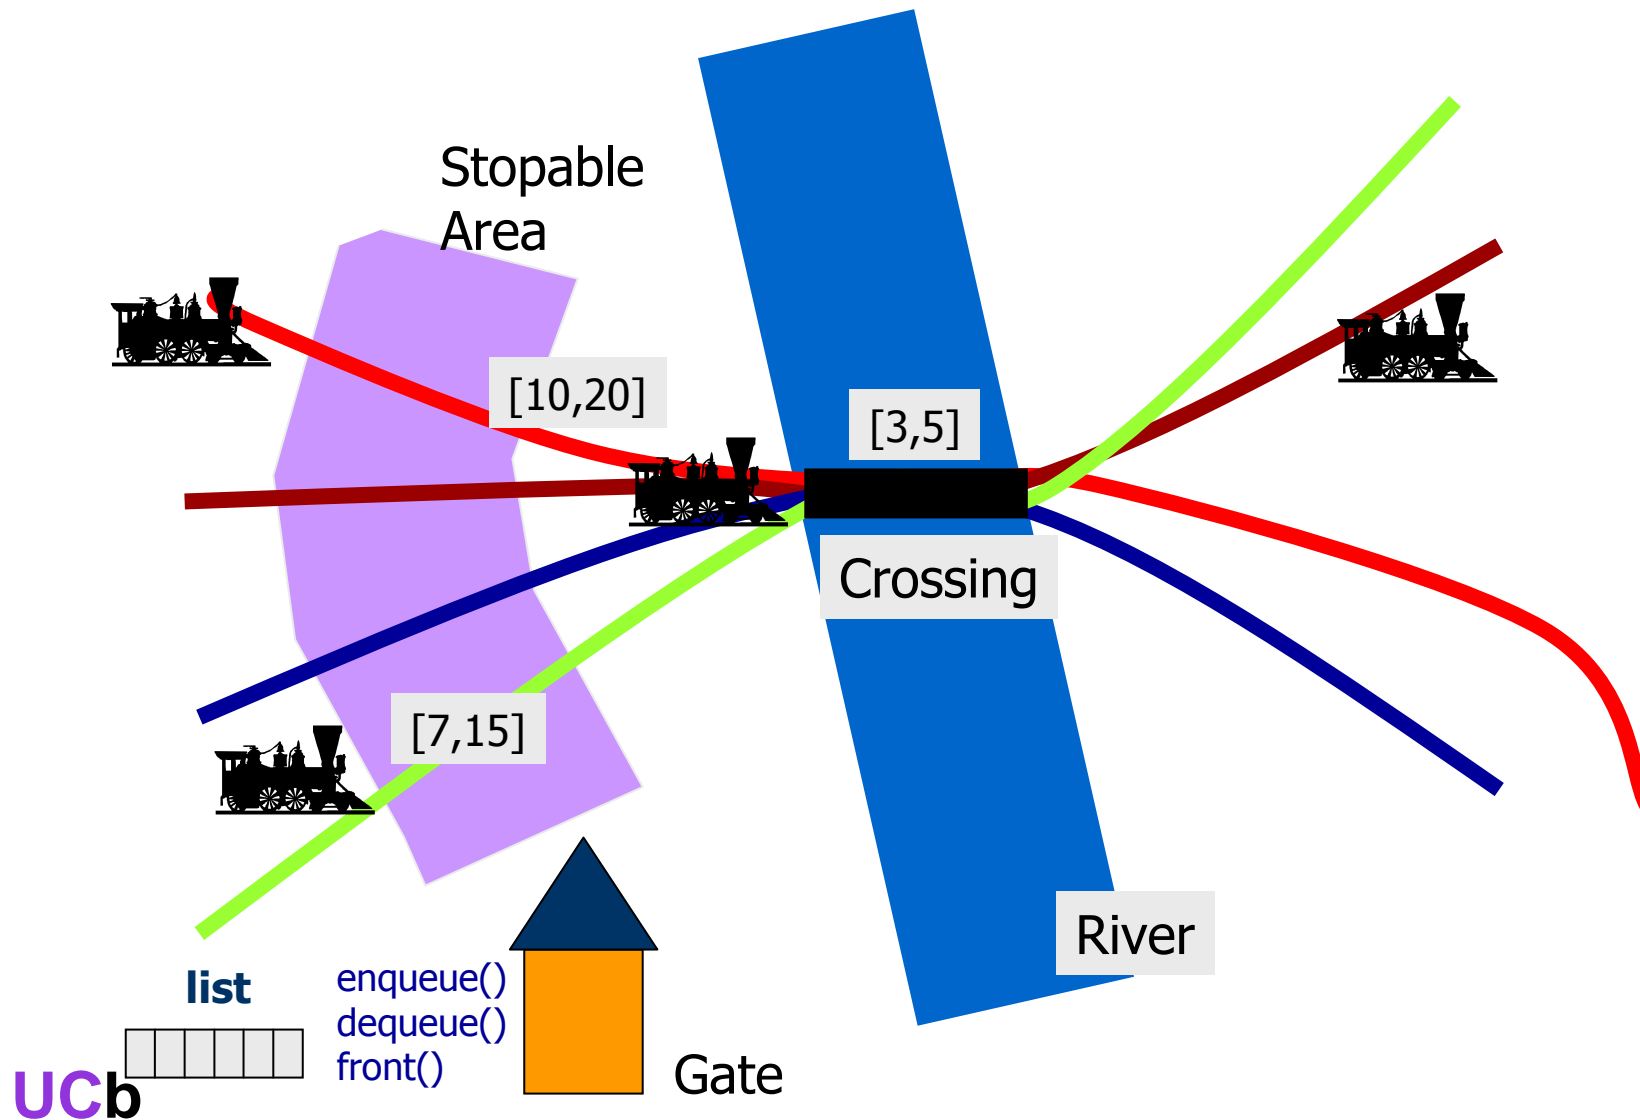 Stopable
Area
[10,20]
[3,5]
Crossing
[7,15]
River
list
enqueue()
dequeue()
front()
Gate
UCb